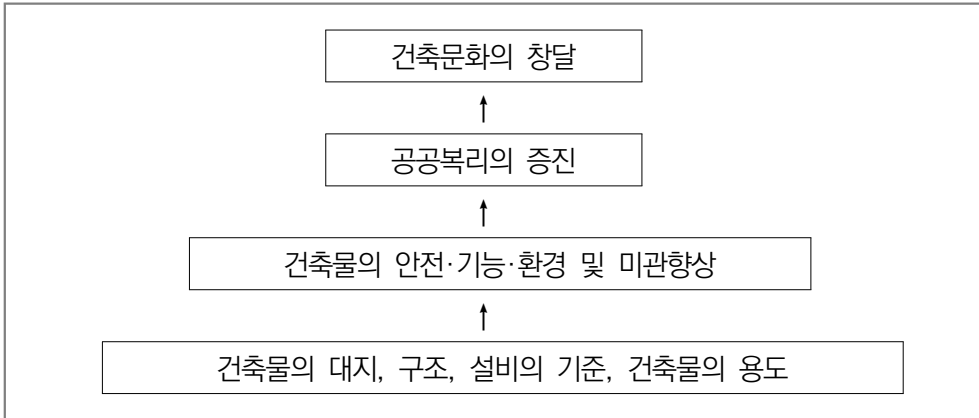 건축문화의 창달
공공복리의 증진
건축물의 안전·기능·환경 및 미관향상
건축물의 대지, 구조, 설비의 기준, 건축물의 용도